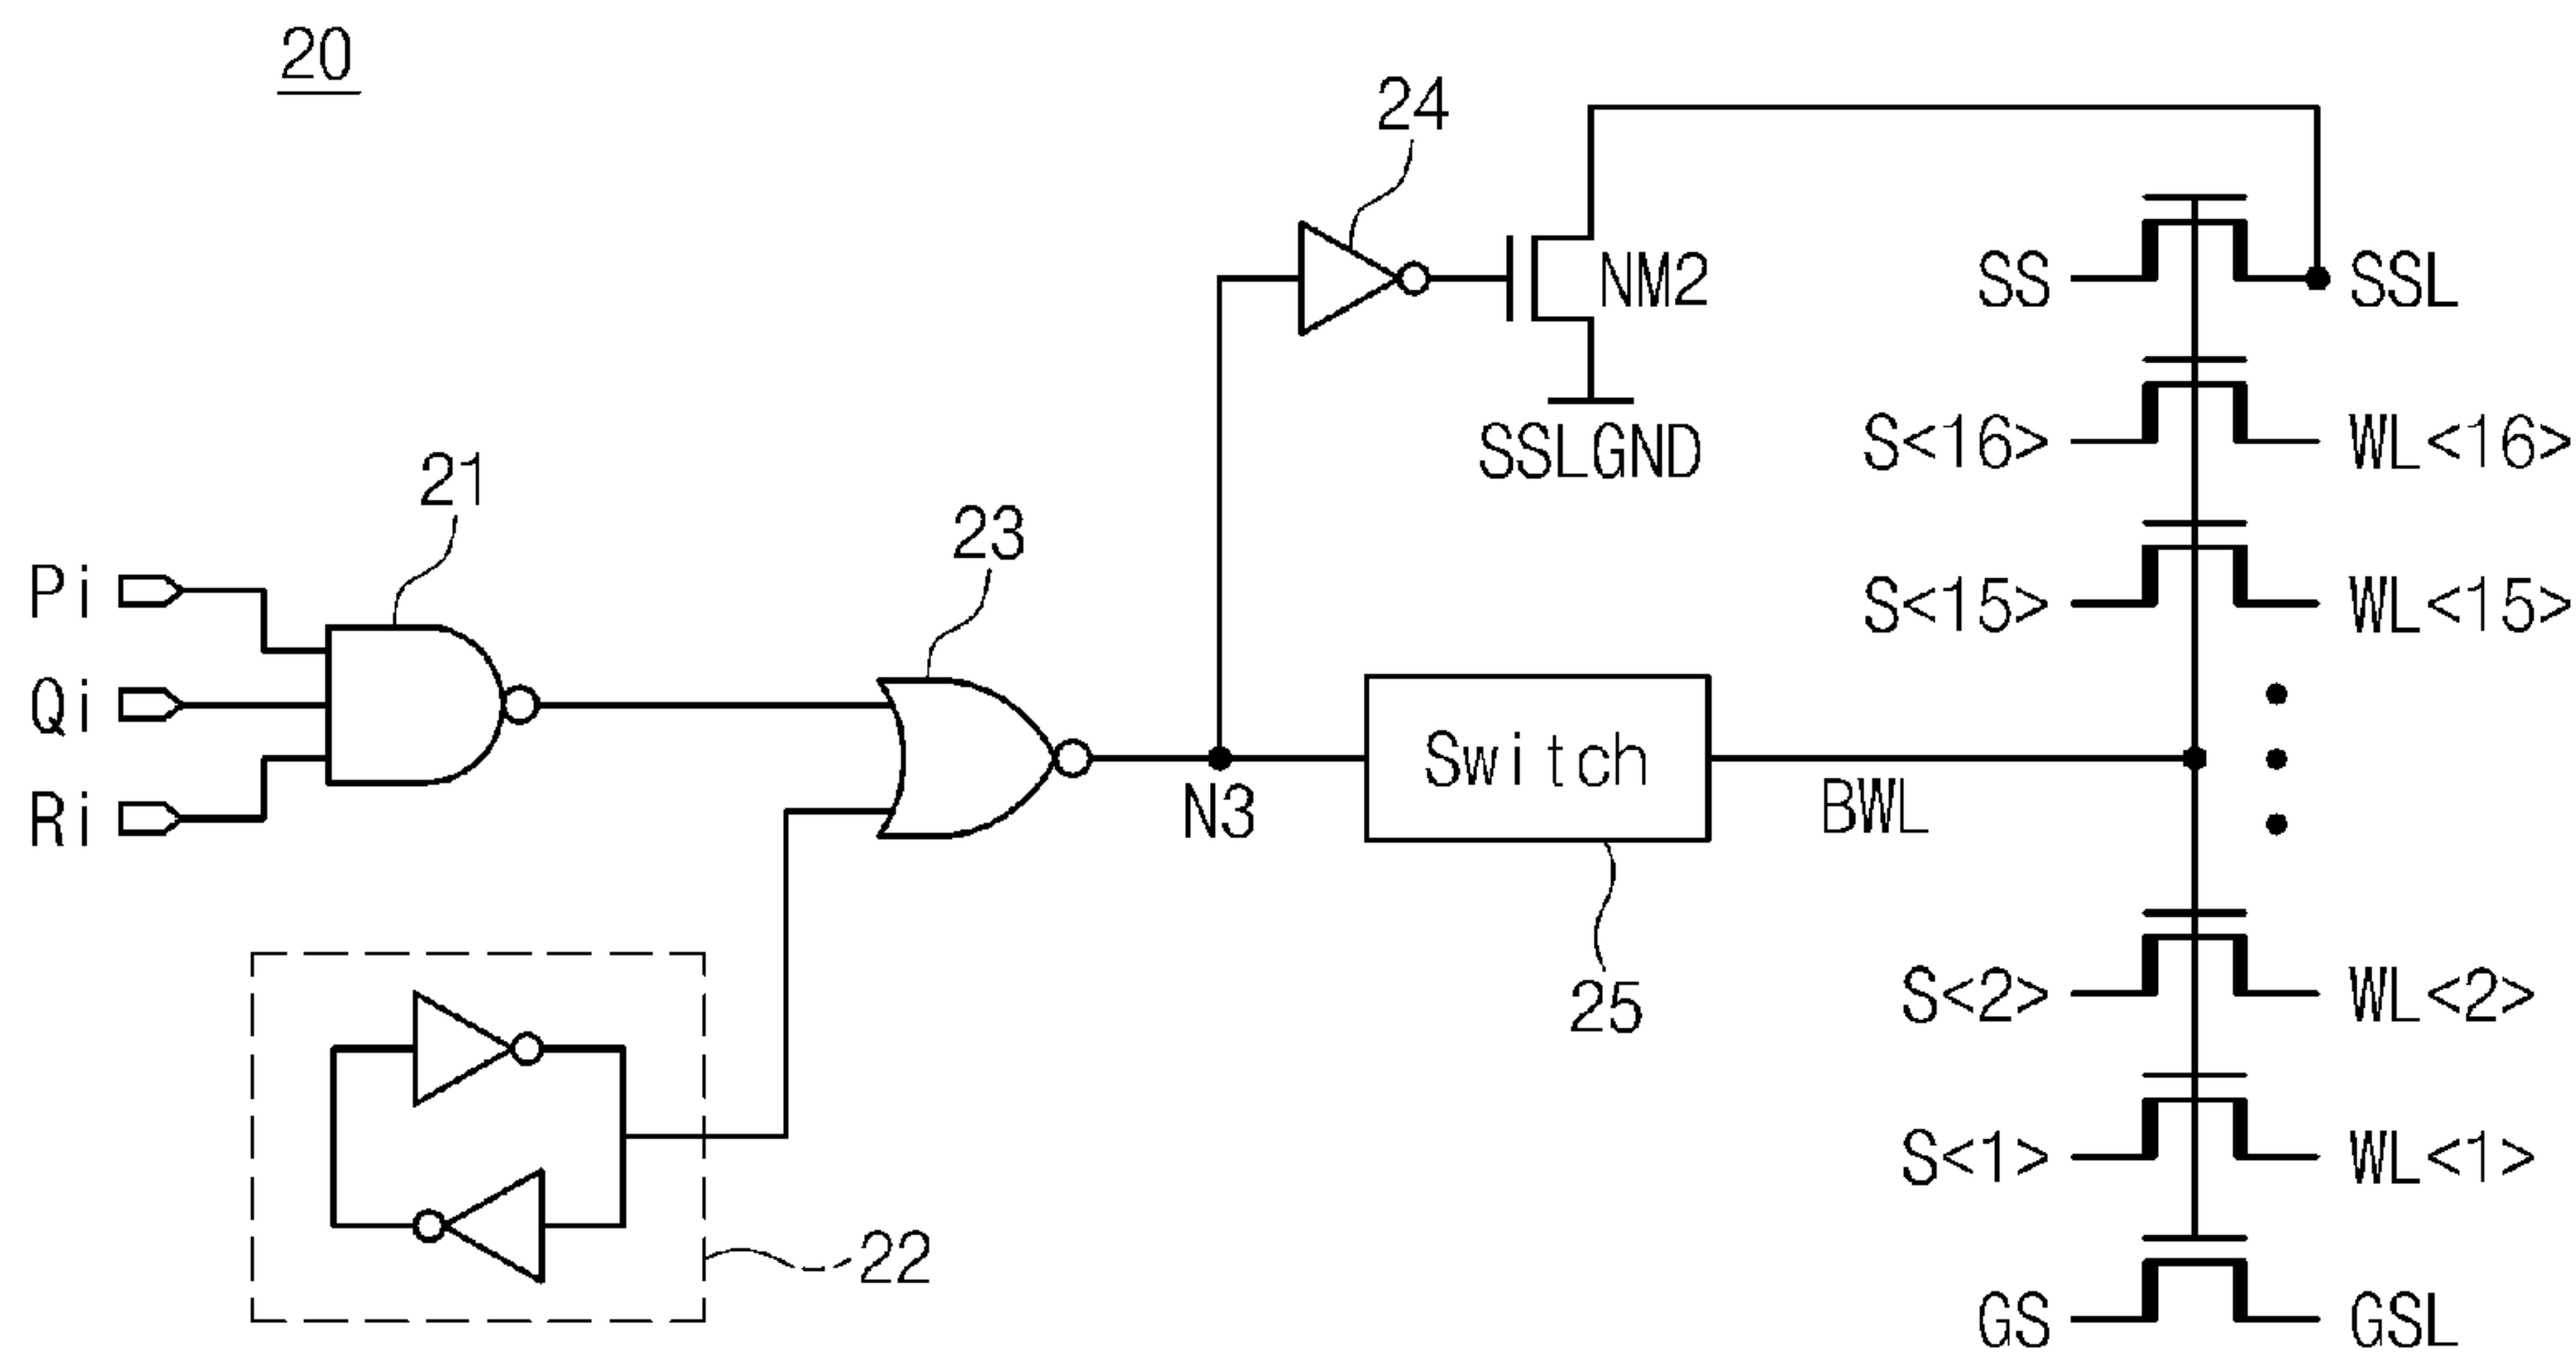 20
24
SS
SSL
NM2
S<16>
WL<16>
SSLGND
21
23
S<15>
WL<15>
Pi
Qi
Ri
Switch
N3
BWL
25
S<2>
WL<2>
S<1>
WL<1>
22
GS
GSL